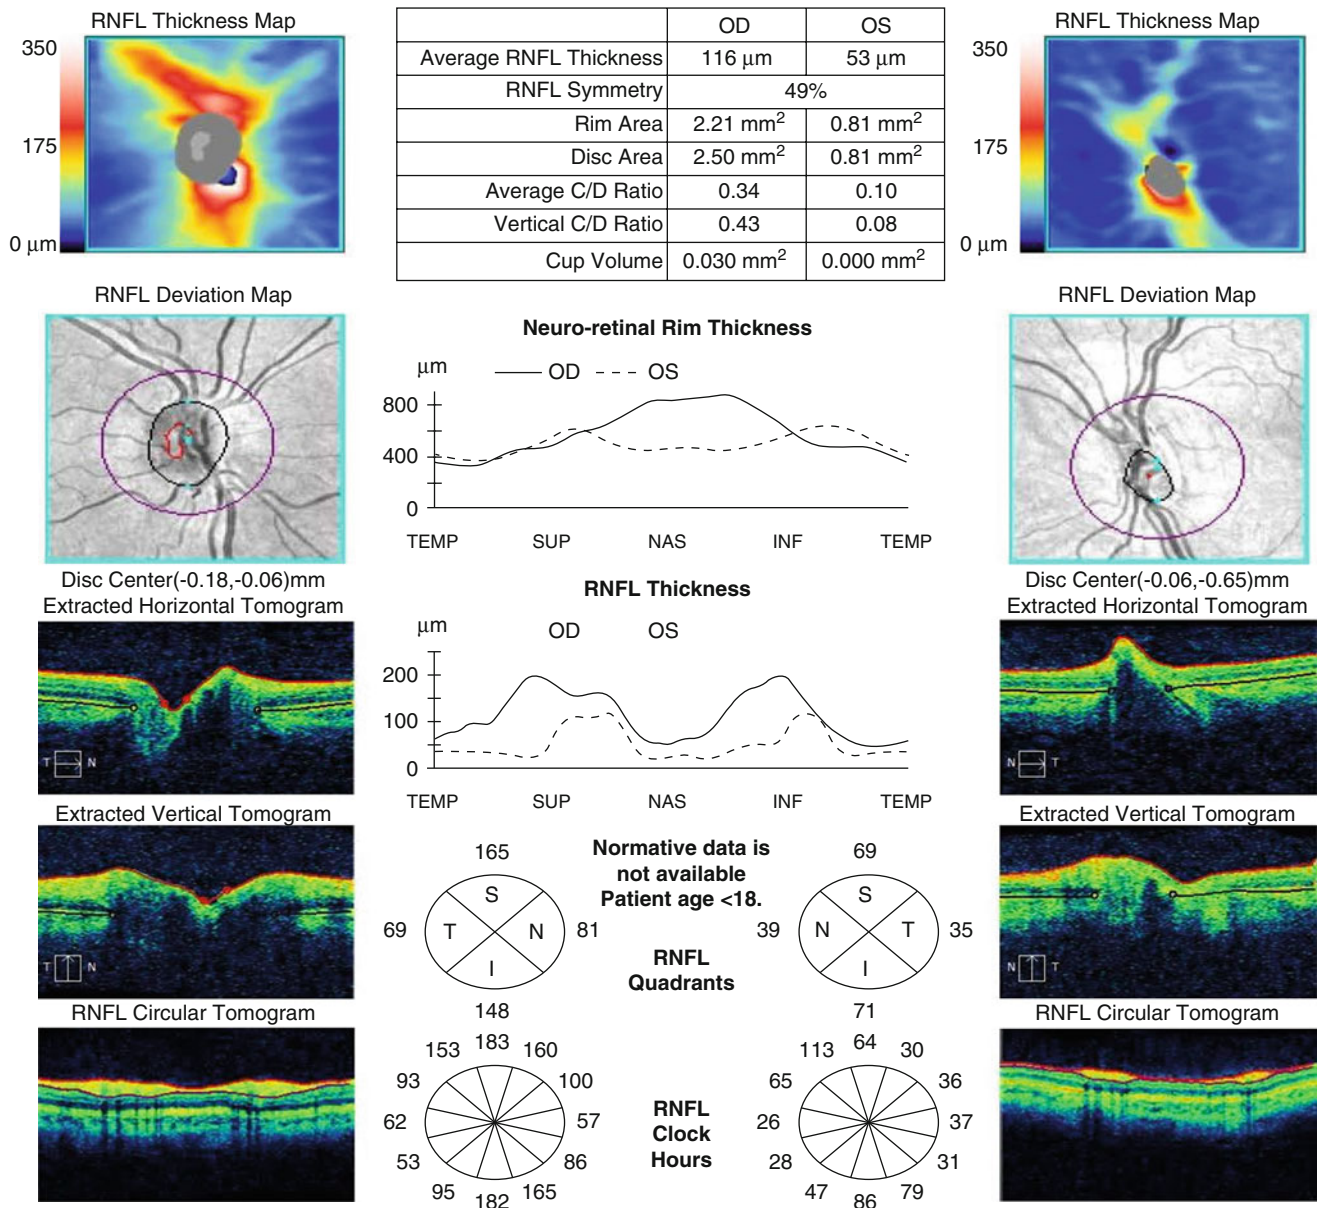 RNFL Thickness Map
350
175
0 µm
OD OS
Average RNFL Thickness 116 µm 53 µm
RNFL Symmetry 49%
Rim Area 2.21 mm² 0.81 mm²
Disc Area 2.50 mm² 0.81 mm²
Average C/D Ratio 0.34 0.10
Vertical C/D Ratio 0.43 0.08
Cup Volume 0.030 mm² 0.000 mm²
RNFL Thickness Map
350
175
0 µm
RNFL Deviation Map
Disc Center(-0.18,-0.06)mm
Extracted Horizontal Tomogram
T N
Extracted Vertical Tomogram
T N
RNFL Circular Tomogram
Neuro-retinal Rim Thickness
µm
OD OS
800
400
0
TEMP SUP NAS INF TEMP
RNFL Thickness
µm
OD OS
200
100
0
TEMP SUP NAS INF TEMP
Normative data is
not available
Patient age <18.
RNFL
Quadrants
165
S
69 T N 81
I
148
69
S
39 N T 35
I
71
RNFL
Clock
Hours
183
153 160
93 100
62 57
53 86
95 165
182
64
113 30
65 36
26 37
28 31
47 79
86
RNFL Deviation Map
Disc Center(-0.06,-0.65)mm
Extracted Horizontal Tomogram
N T
Extracted Vertical Tomogram
N T
RNFL Circular Tomogram